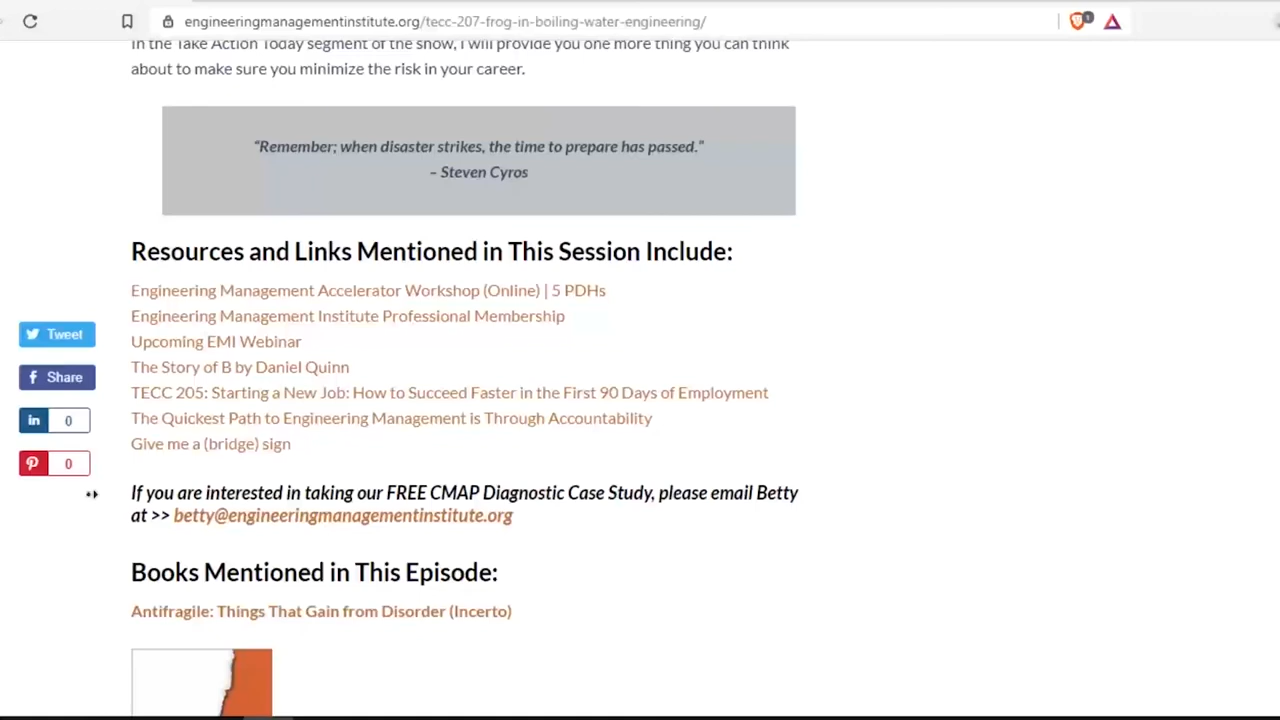 engineeringmanagementinstitute.org/tecc-207-frog-in-boiling-water-engineering/
1
In the Take Action Today segment of the show, I will provide you one more thing you can think
about to make sure you minimize the risk in your career.
“Remember; when disaster strikes, the time to prepare has passed.”
– Steven Cyros
Resources and Links Mentioned in This Session Include:
Engineering Management Accelerator Workshop (Online) | 5 PDHs
Engineering Management Institute Professional Membership
Upcoming EMI Webinar
The Story of B by Daniel Quinn
TECC 205: Starting a New Job: How to Succeed Faster in the First 90 Days of Employment
The Quickest Path to Engineering Management is Through Accountability
Give me a (bridge) sign
Tweet
Share
in 0
0
If you are interested in taking our FREE CMAP Diagnostic Case Study, please email Betty
at >> betty@engineeringmanagementinstitute.org
Books Mentioned in This Episode:
Antifragile: Things That Gain from Disorder (Incerto)